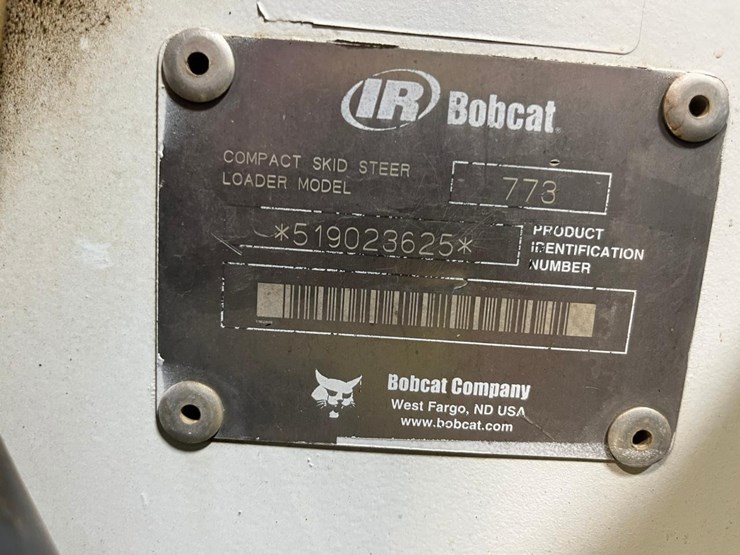 IR Bobcat
COMPACT SKID STEER
LOADER MODEL 773
*519023625*
PRODUCT
IDENTIFICATION
NUMBER
Bobcat Company
West Fargo, ND USA
www.bobcat.com